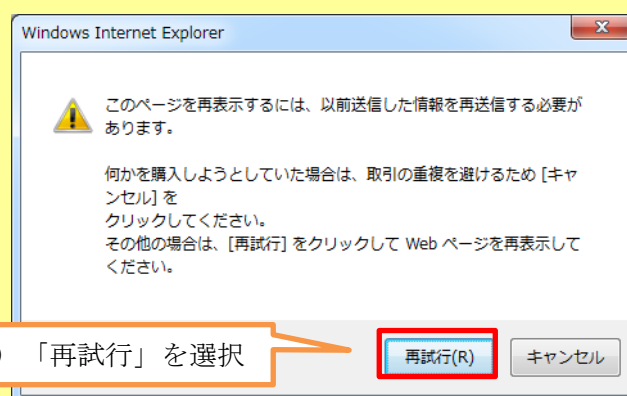 Windows Internet Explorer
このページを再表示するには、以前送信した情報を再送信する必要が
あります。
何かを購入しようとしていた場合は、取引の重複を避けるため [キャ
ンセル] を
クリックしてください。
その他の場合は、[再試行] をクリックして Web ページを再表示して
ください。
「再試行」を選択
再試行(R)
キャンセル